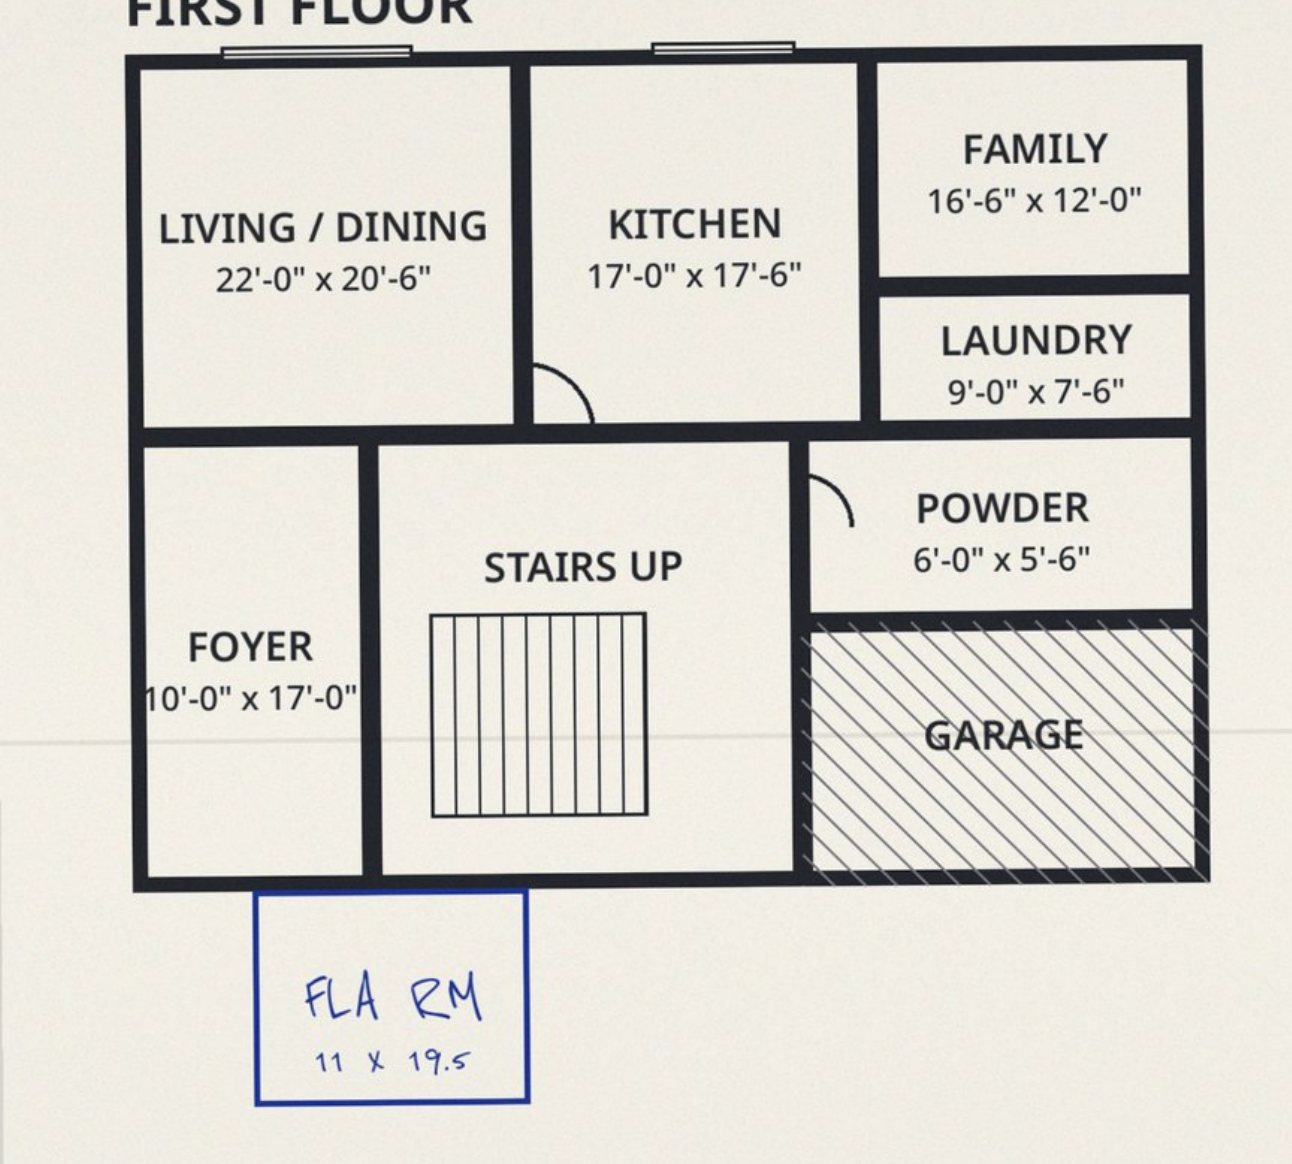 FIRST FLOOR
LIVING / DINING
22'-0" x 20'-6"
KITCHEN
17'-0" x 17'-6"
FAMILY
16'-6" x 12'-0"
LAUNDRY
9'-0" x 7'-6"
POWDER
6'-0" x 5'-6"
STAIRS UP
FOYER
10'-0" x 17'-0"
GARAGE
FLA RM
11 x 19.5